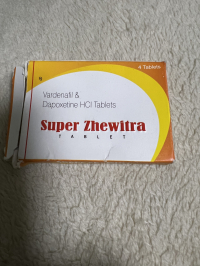 4 Tablets
Vardenafil &
Dapoxetine HCl Tablets
Super Zhewitra
TABLET